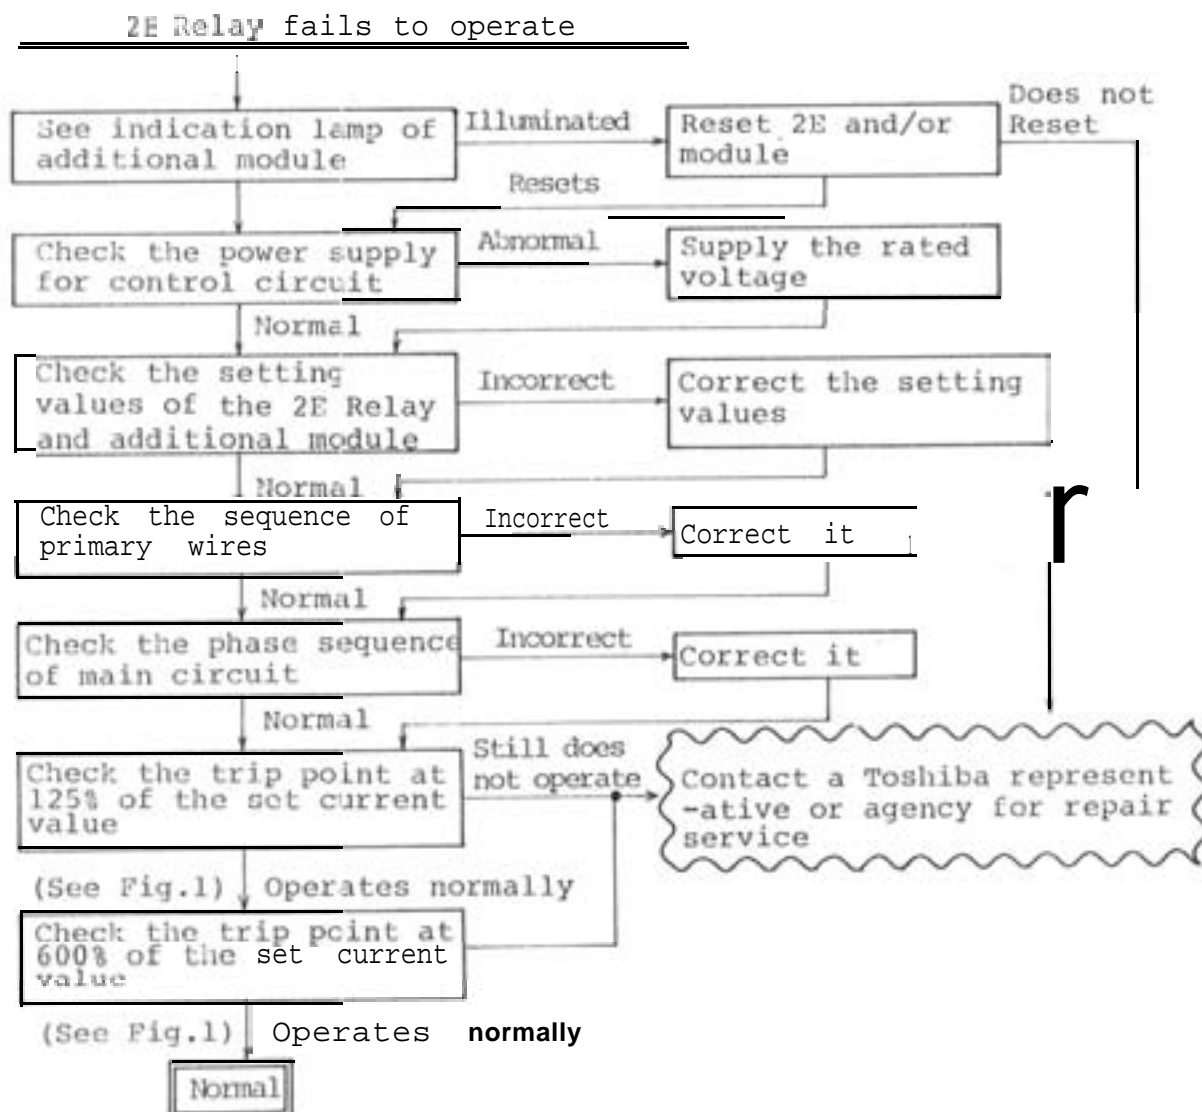 2E Relay fails to operate
See indication lamp of
additional module
Illuminated
Reset 2E and/or
module
Does not
Reset
Resets
Check the power supply
for control circuit
Abnormal
Supply the rated
voltage
Normal
Check the setting
values of the 2E Relay
and additional module
Incorrect
Correct the setting
values
Normal
Check the sequence of
primary wires
Incorrect
Correct it
r
Normal
Check the phase sequence
of main circuit
Incorrect
Correct it
Normal
Check the trip point at
125% of the set current
value
Still does
not operate
Contact a Toshiba represent
-ative or agency for repair
service
(See Fig.1) Operates normally
Check the trip point at
600% of the set current
value
(See Fig.1) Operates normally
Normal